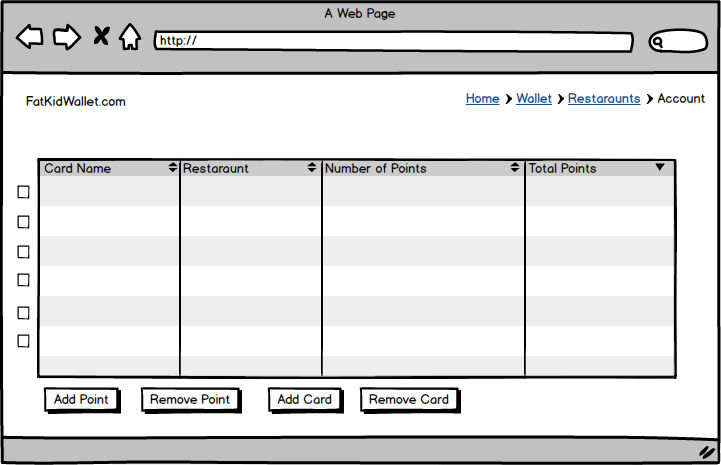 A Web Page
http://
FatKidWallet.com
Home > Wallet > Restaraunts > Account
Card Name Restaraunt Number of Points Total Points
Add Point Remove Point Add Card Remove Card